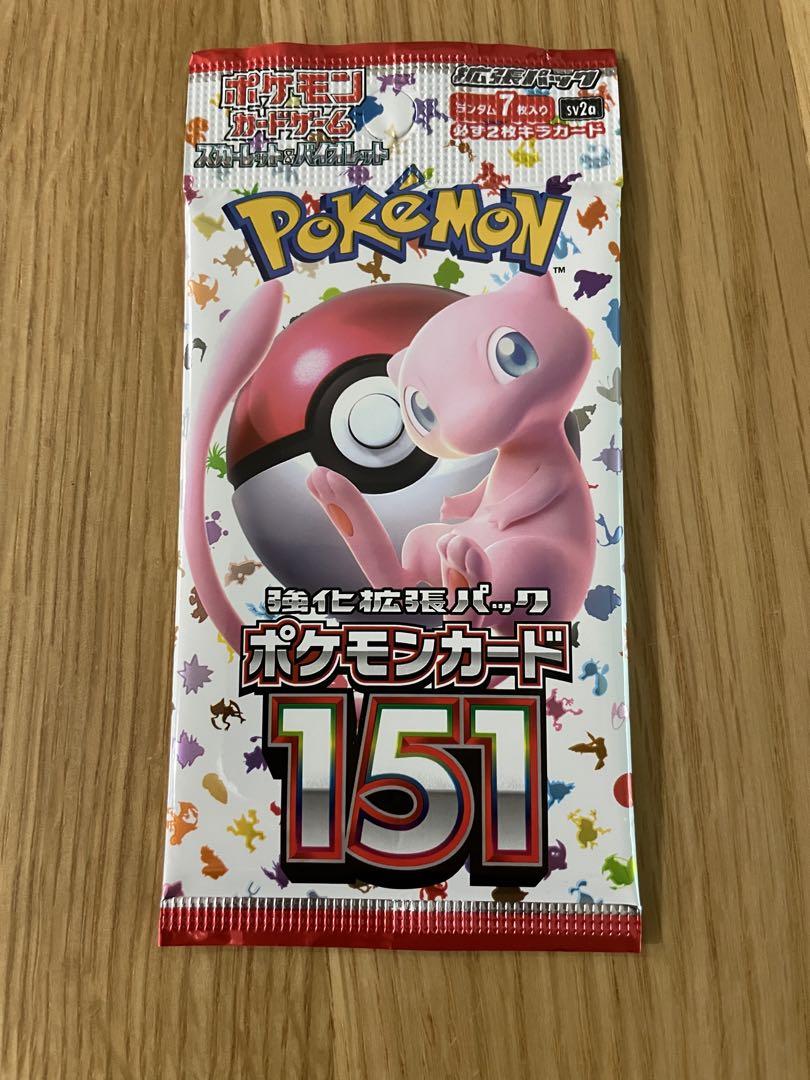 ポケモン
カードゲーム
スカーレット&バイオレット
拡張パック
ランダム7枚入り
sv2a
必ず2枚キラカード
POKéMON
TM
強化拡張パック
ポケモンカード
151